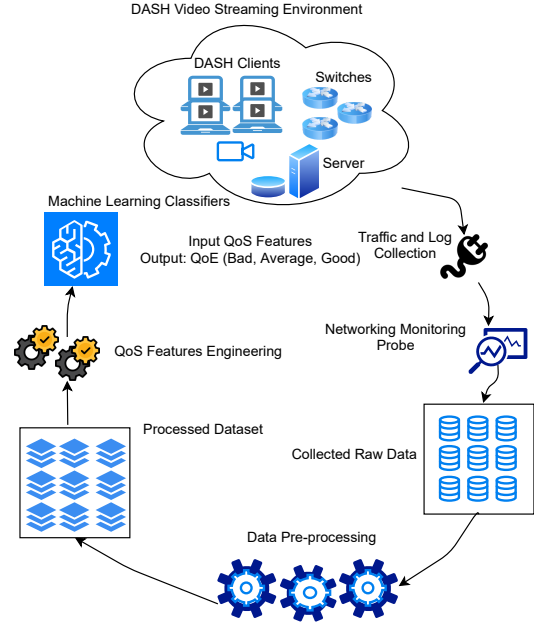 DASH Video Streaming Environment
DASH Clients
Switches
Server
Machine Learning Classifiers
Input QoS Features
Output: QoE (Bad, Average, Good)
Traffic and Log
Collection
Networking Monitoring
Probe
QoS Features Engineering
Processed Dataset
Collected Raw Data
Data Pre-processing